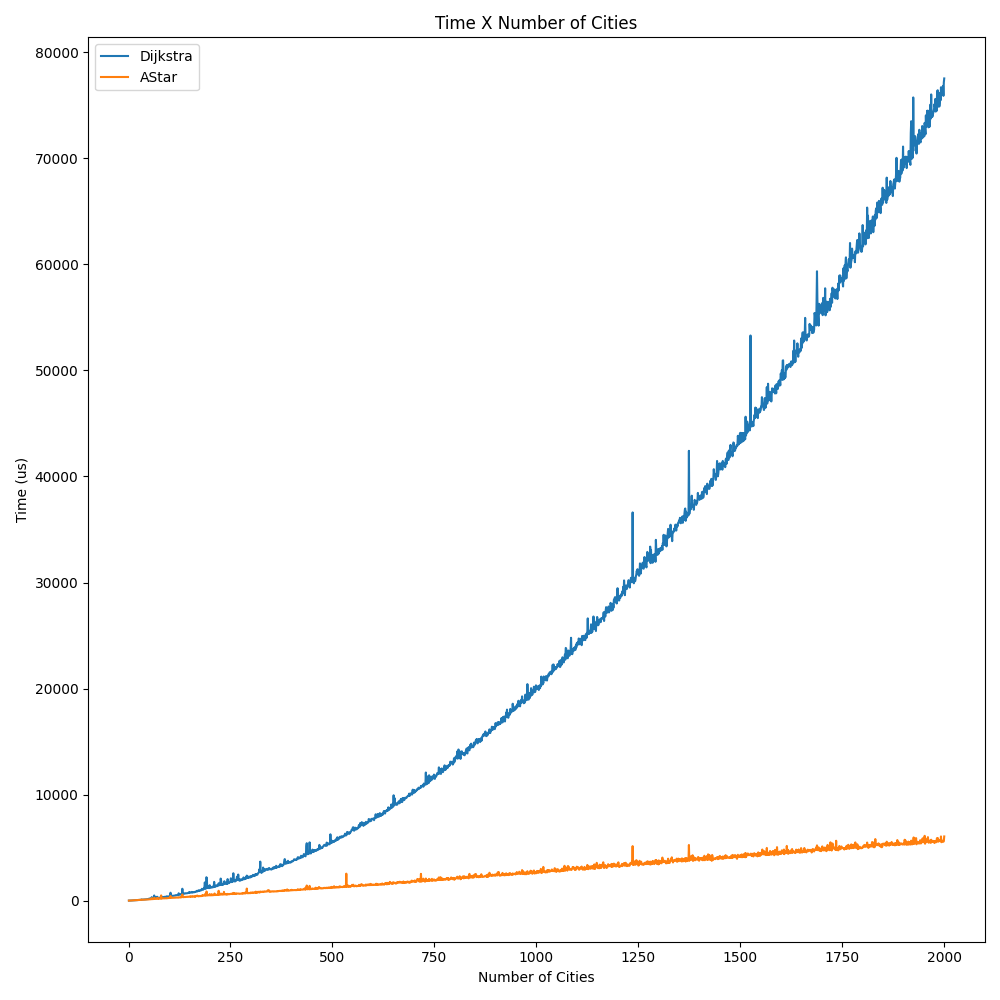 Time X Number of Cities
Dijkstra
AStar
80000
70000
60000
50000
40000
30000
20000
10000
0
Time (us)
0 250 500 750 1000 1250 1500 1750 2000
Number of Cities